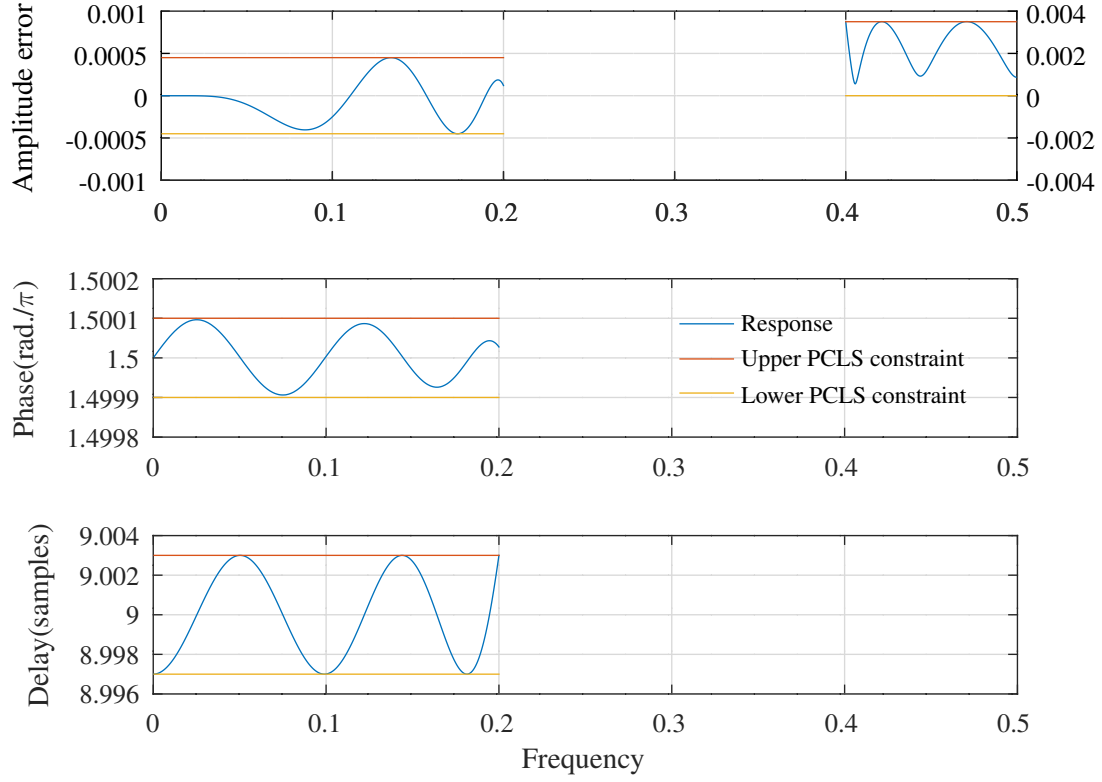 Amplitude error
0.001
0.0005
0
-0.0005
-0.001
0.004
0.002
0
-0.002
-0.004
0 0.1 0.2 0.3 0.4 0.5
Phase(rad./π)
1.5002
1.5001
1.5
1.4999
1.4998
Response
Upper PCLS constraint
Lower PCLS constraint
0 0.1 0.2 0.3 0.4 0.5
Delay(samples)
9.004
9.002
9
8.998
8.996
0 0.1 0.2 0.3 0.4 0.5
Frequency